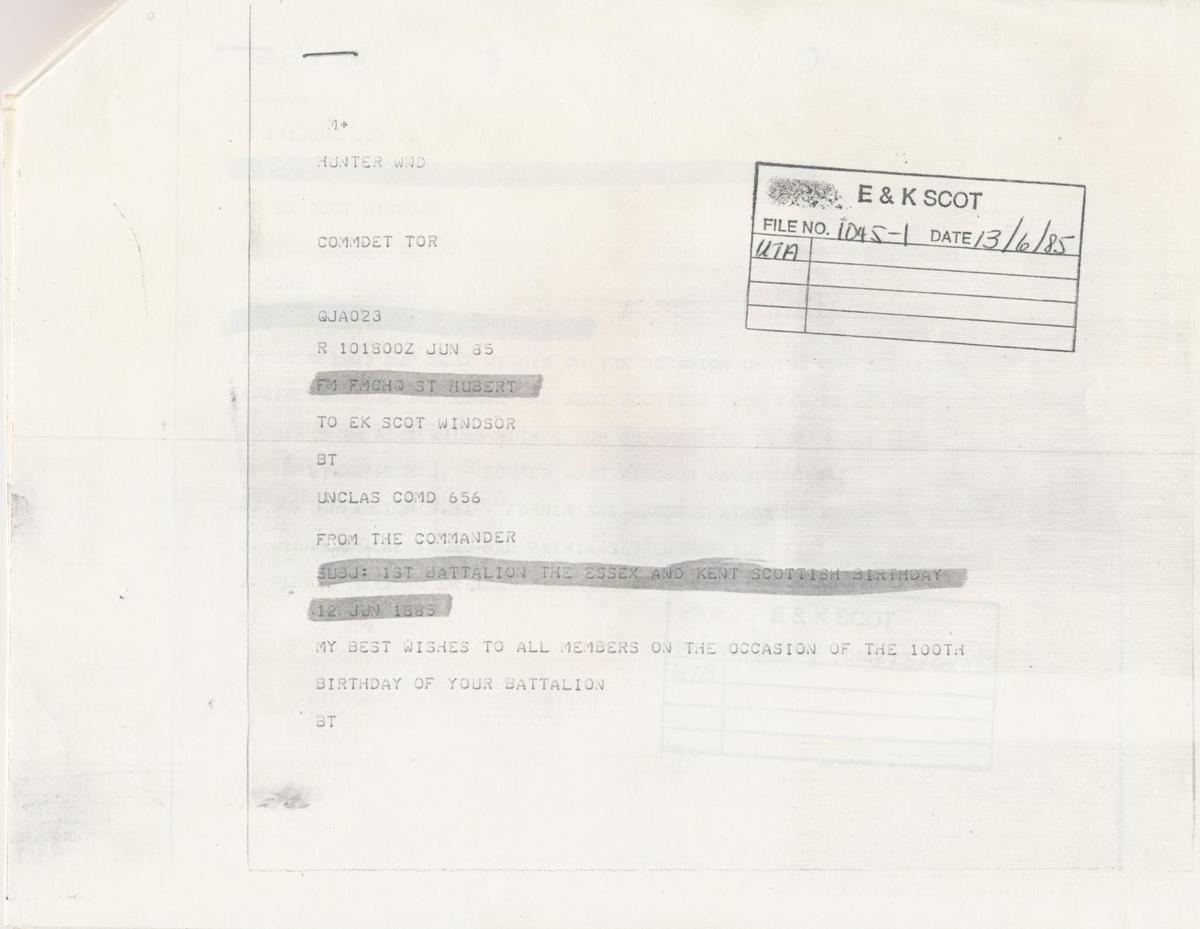 M+
HUNTER WND
COMMDET TOR
QJA023
R 101800Z JUN 85
FM FMCHQ ST HUBERT
TO EK SCOT WINDSOR
BT
UNCLAS COMD 656
FROM THE COMMANDER
SUBJ: 1ST BATTALION THE ESSEX AND KENT SCOTTISH BIRTHDAY
12 JUN 1885
MY BEST WISHES TO ALL MEMBERS ON THE OCCASION OF THE 100TH
BIRTHDAY OF YOUR BATTALION
BT
E & K SCOT
FILE NO. 1045-1 DATE 13/6/85
UTA